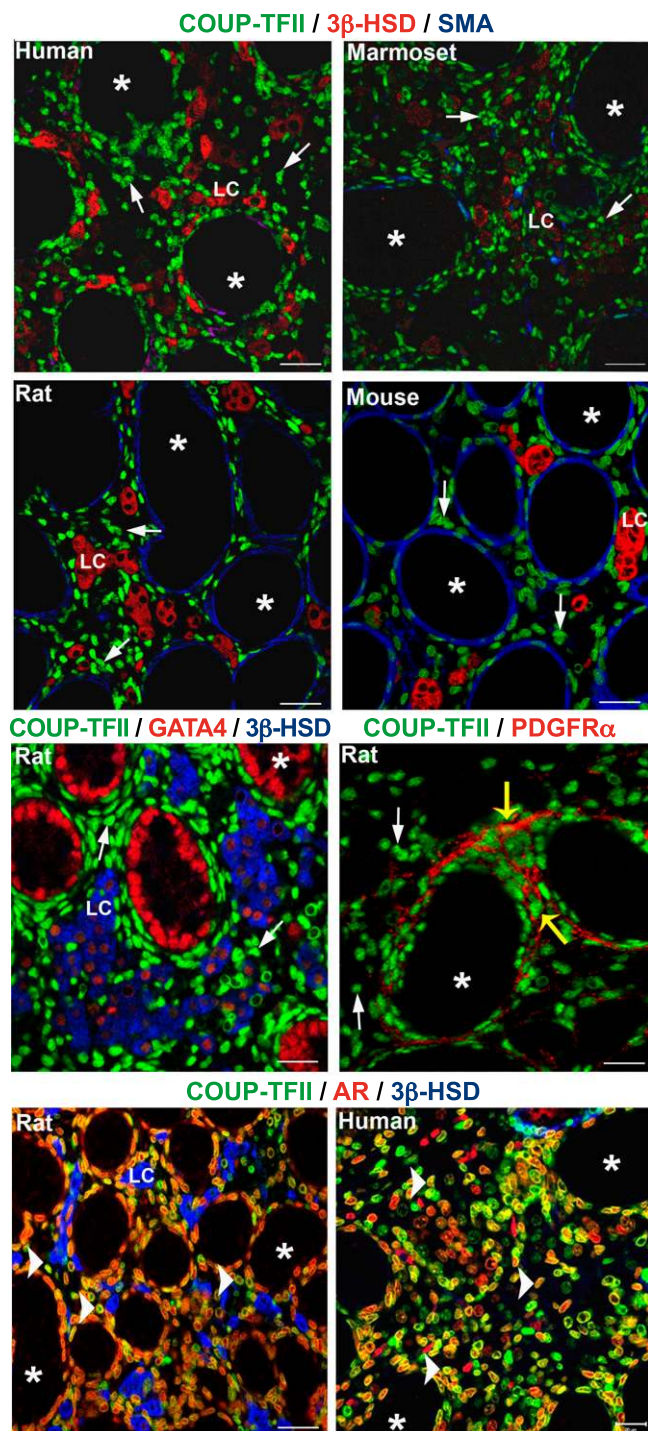 COUP-TFII / 3β-HSD / SMA
Human
LC
Marmoset
LC
Rat
LC
Mouse
LC
COUP-TFII / GATA4 / 3β-HSD
COUP-TFII / PDGFRα
Rat
LC
Rat
COUP-TFII / AR / 3β-HSD
Rat
LC
Human